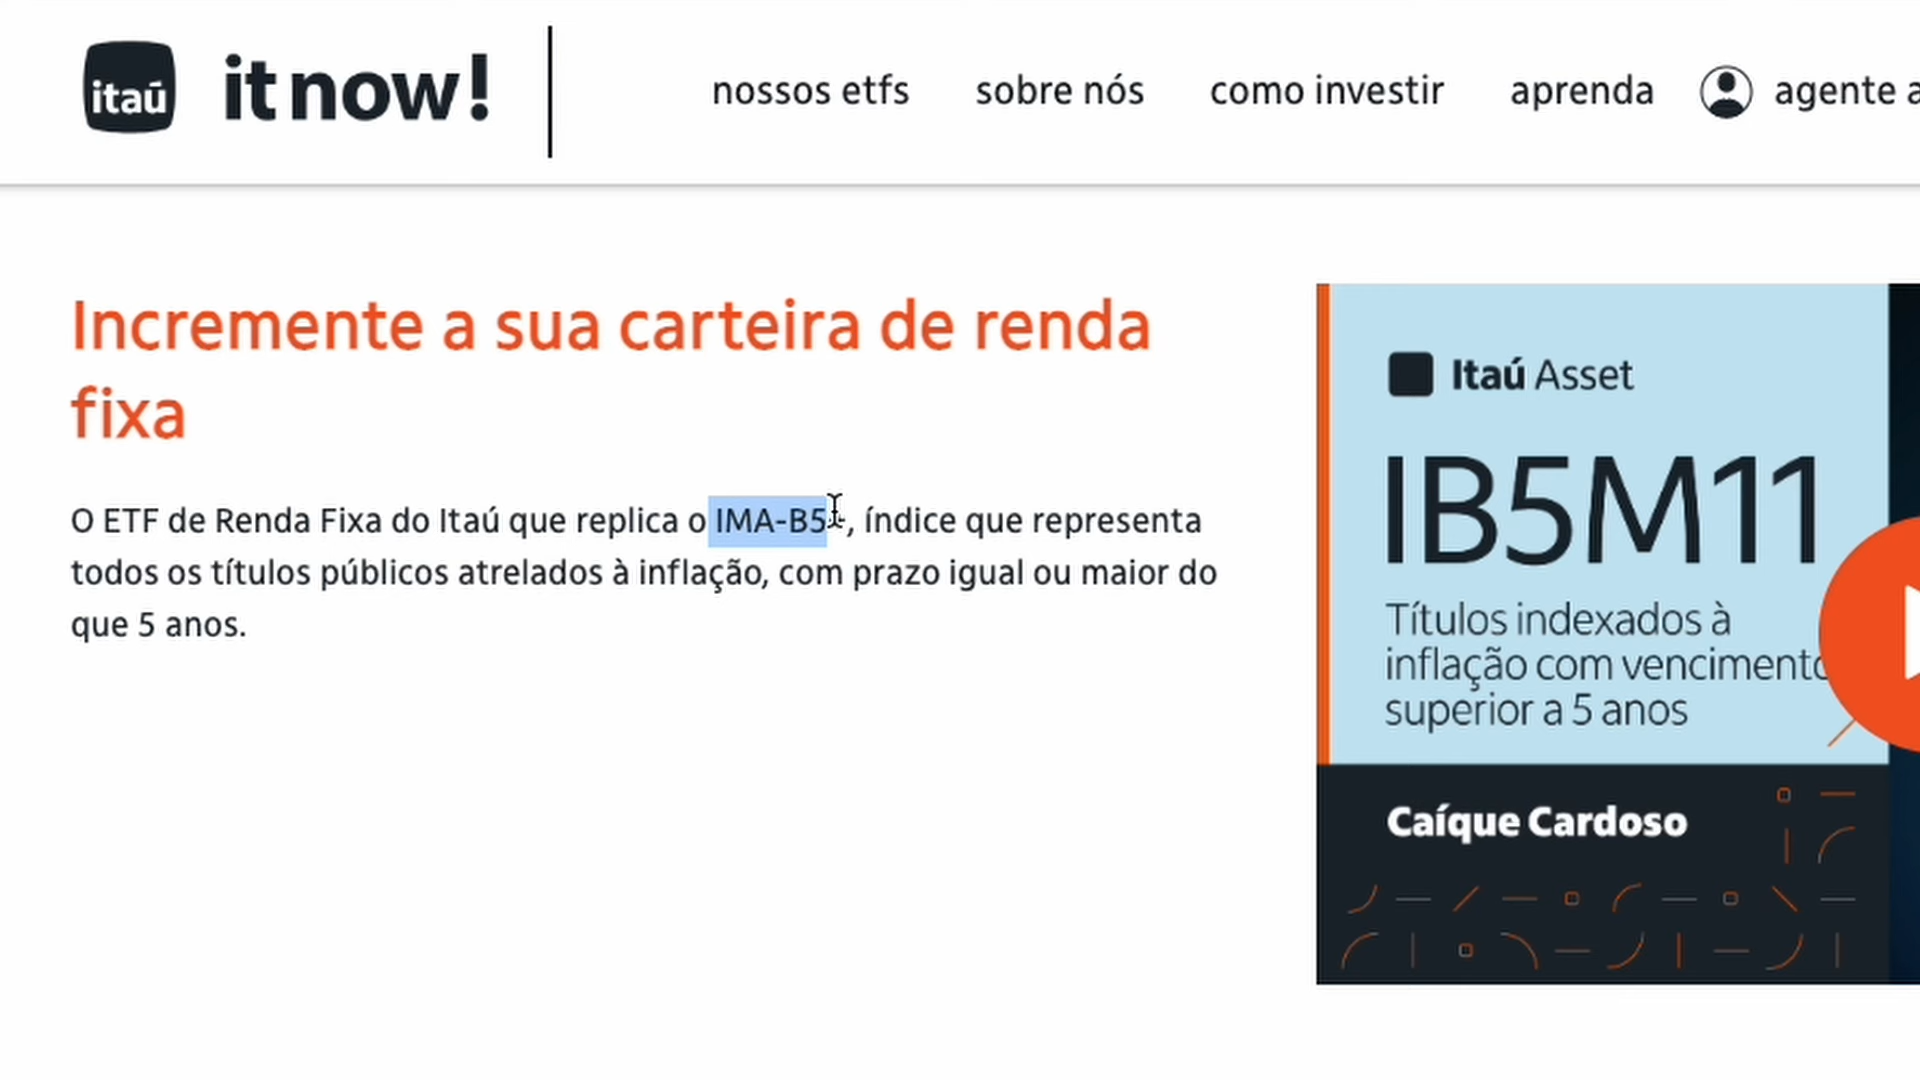 itaú it now!
nossos etfs sobre nós como investir aprenda agente a
Incremente a sua carteira de renda
fixa
O ETF de Renda Fixa do Itaú que replica o IMA-B5+, índice que representa
todos os títulos públicos atrelados à inflação, com prazo igual ou maior do
que 5 anos.
Itaú Asset
IB5M11
Títulos indexados à
inflação com vencimento
superior a 5 anos
Caíque Cardoso